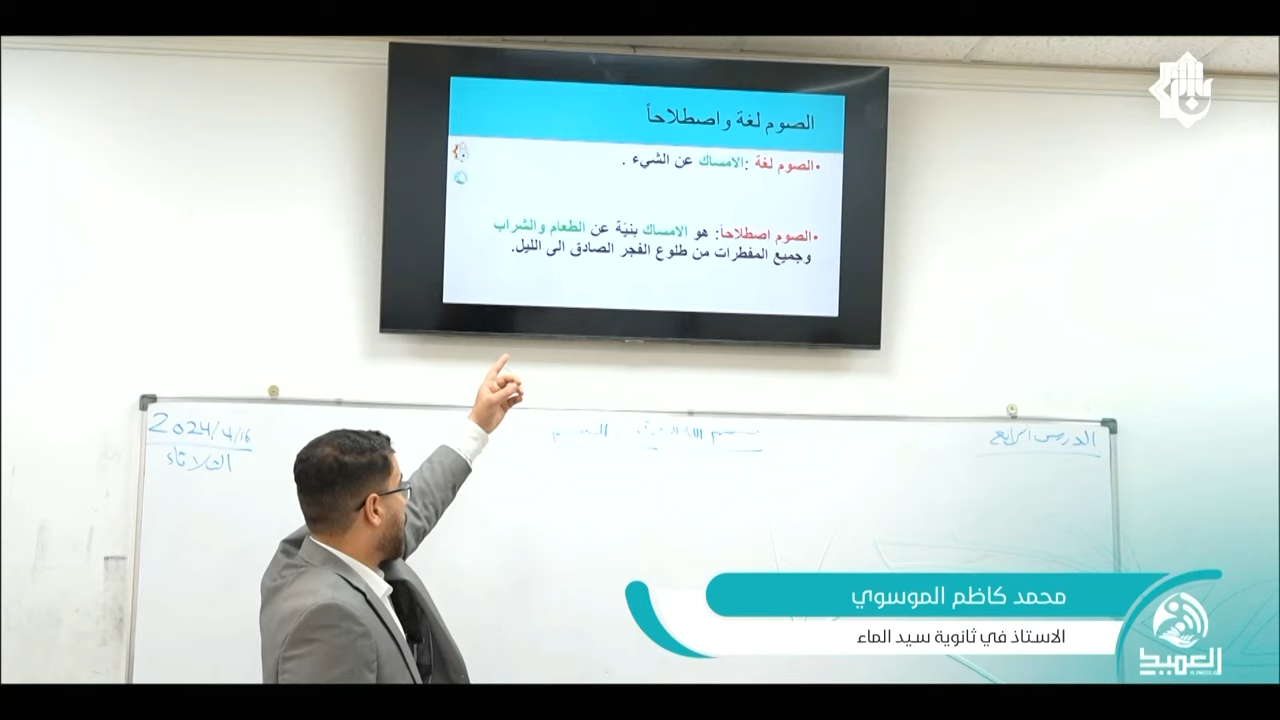 الصوم لغة واصطلاحاً
•الصوم لغة :الامساك عن الشيء .
•الصوم اصطلاحاً: هو الامساك بنيّة عن الطعام والشراب
وجميع المفطرات من طلوع الفجر الصادق الى الليل.
الدرس الرابع
2024/4/16
الثلاثاء
محمد كاظم الموسوي
الاستاذ في ثانوية سيد الماء
العميد